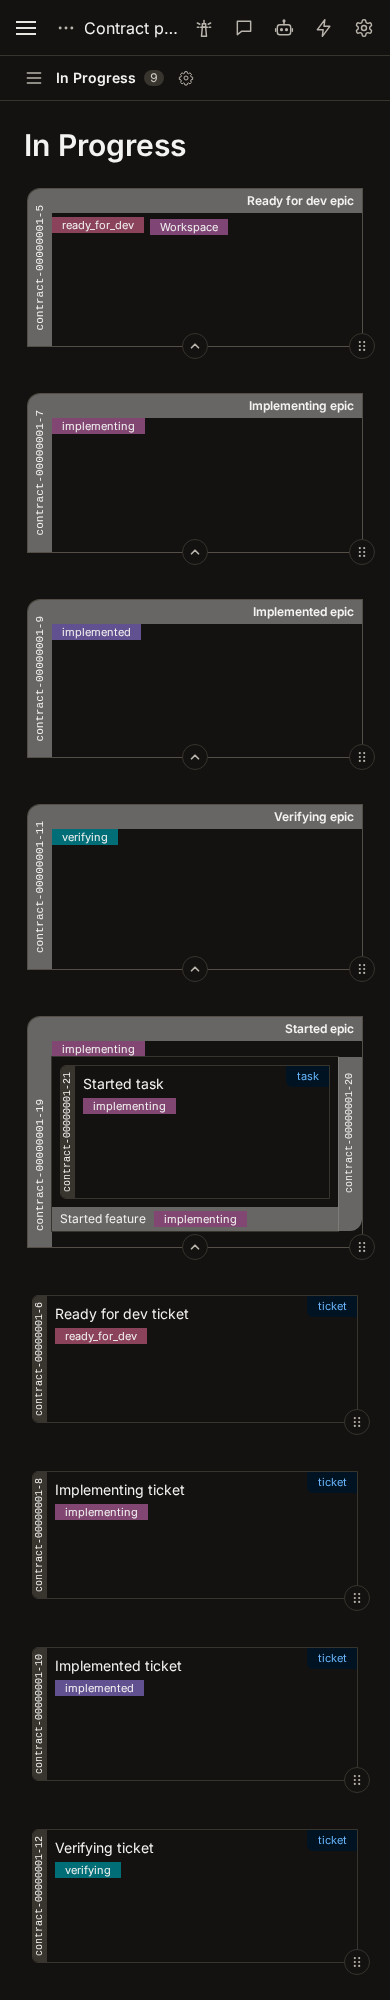 Contract p...
In Progress 9
In Progress
Ready for dev epic
contract-00000001-5
ready_for_dev Workspace
Implementing epic
contract-00000001-7
implementing
Implemented epic
contract-00000001-9
implemented
Verifying epic
contract-00000001-11
verifying
Started epic
contract-00000001-19
implementing
contract-00000001-21
Started task
task
implementing
contract-00000001-20
Started feature implementing
contract-00000001-6
Ready for dev ticket
ticket
ready_for_dev
contract-00000001-8
Implementing ticket
ticket
implementing
contract-00000001-10
Implemented ticket
ticket
implemented
contract-00000001-12
Verifying ticket
ticket
verifying